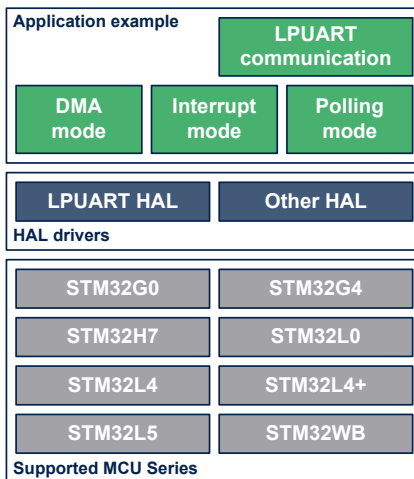 Application example
LPUART
communication
DMA
mode
Interrupt
mode
Polling
mode
LPUART HAL
Other HAL
HAL drivers
STM32G0
STM32G4
STM32H7
STM32L0
STM32L4
STM32L4+
STM32L5
STM32WB
Supported MCU Series